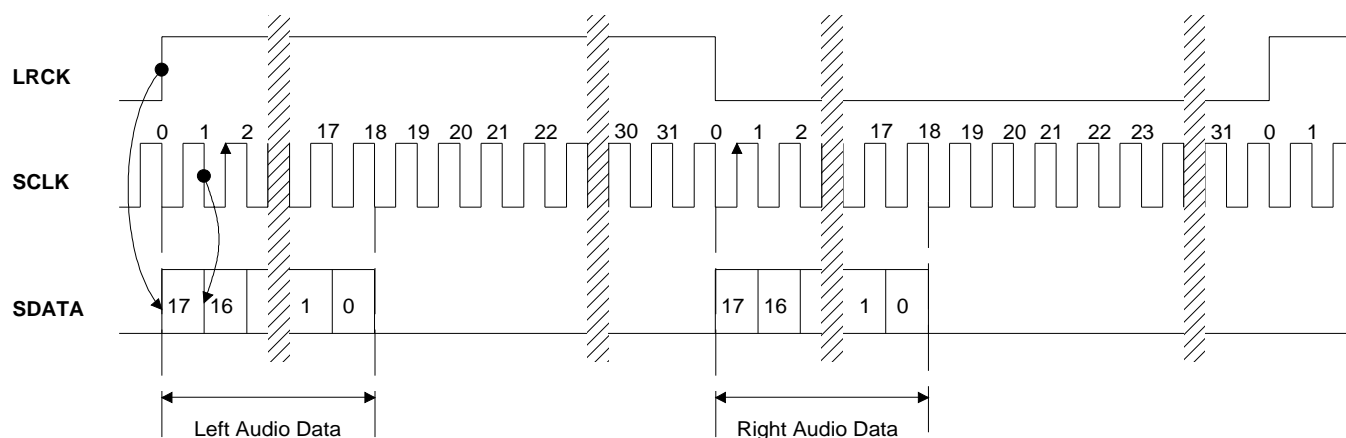 LRCK
0 1 2 17 18 19 20 21 22 30 31 0 1 2 17 18 19 20 21 22 23 31 0 1
SCLK
17 16 1 0 17 16 1 0
SDATA
Left Audio Data Right Audio Data